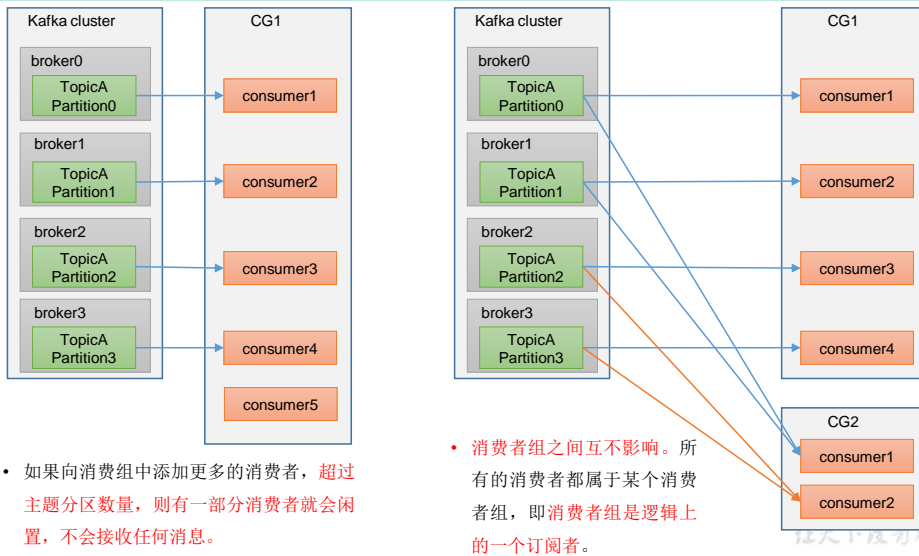 Kafka cluster
CG1
broker0
TopicA
Partition0
consumer1
broker1
TopicA
Partition1
consumer2
broker2
TopicA
Partition2
consumer3
broker3
TopicA
Partition3
consumer4
consumer5
• 如果向消费组中添加更多的消费者，超过
主题分区数量，则有一部分消费者就会闲
置，不会接收任何消息。
Kafka cluster
CG1
broker0
TopicA
Partition0
consumer1
broker1
TopicA
Partition1
consumer2
broker2
TopicA
Partition2
consumer3
broker3
TopicA
Partition3
consumer4
CG2
consumer1
consumer2
• 消费者组之间互不影响。所
有的消费者都属于某个消费
者组，即消费者组是逻辑上
的一个订阅者。